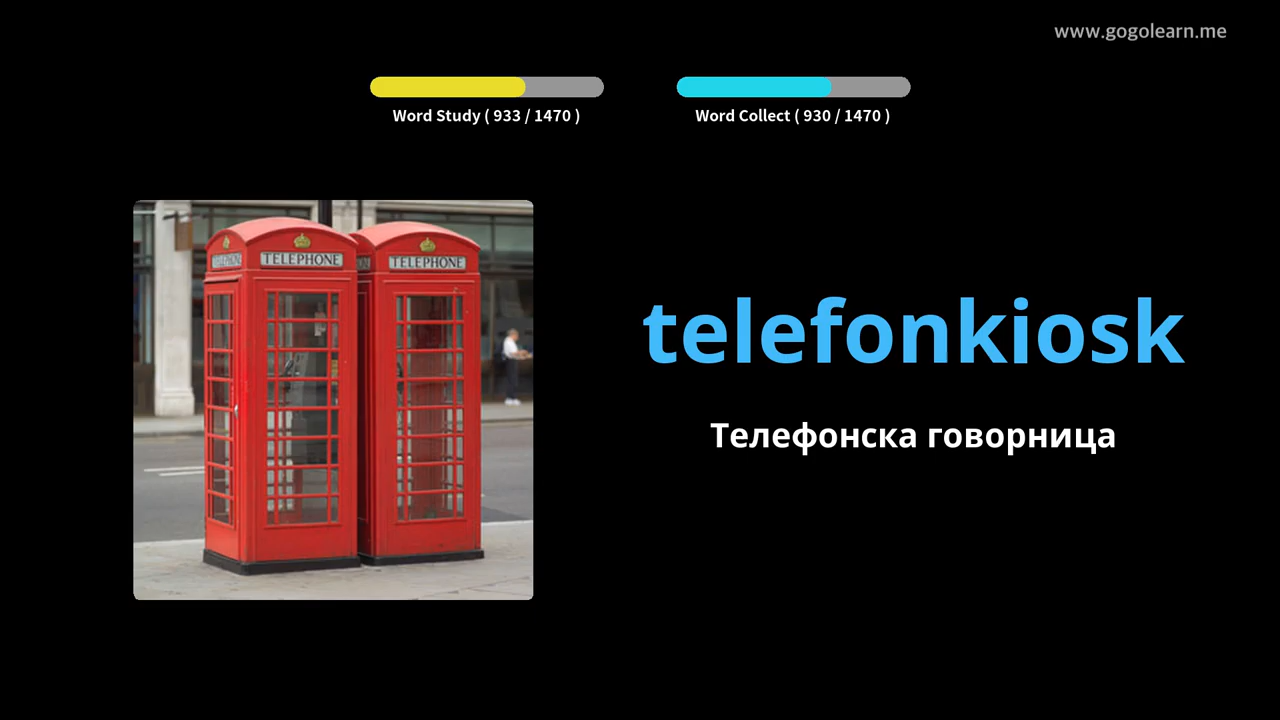 www.gogolearn.me
Word Study ( 933 / 1470 )
Word Collect ( 930 / 1470 )
TELEPHONE
TELEPHONE
telefonkiosk
Телефонска говорница